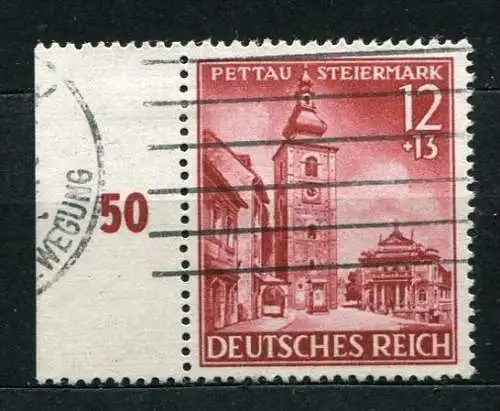 PETTAU STEIERMARK
12
+13
50
WEGUNG
DEUTSCHES REICH